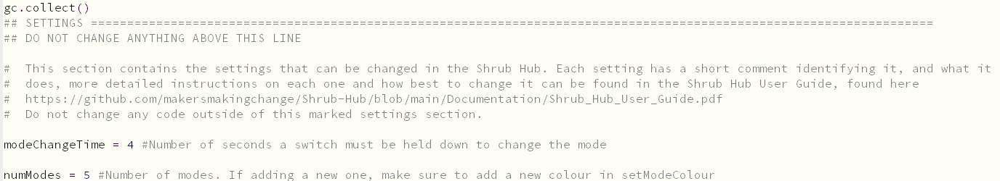 gc.collect()
## SETTINGS ====================================================================================================================
## DO NOT CHANGE ANYTHING ABOVE THIS LINE
#  This section contains the settings that can be changed in the Shrub Hub. Each setting has a short comment identifying it, and what it
#  does, more detailed instructions on each one and how best to change it can be found in the Shrub Hub User Guide, found here
#  https://github.com/makersmakingchange/Shrub-Hub/blob/main/Documentation/Shrub_Hub_User_Guide.pdf
#  Do not change any code outside of this marked settings section.
modeChangeTime = 4 #Number of seconds a switch must be held down to change the mode
numModes = 5 #Number of modes. If adding a new one, make sure to add a new colour in setModeColour